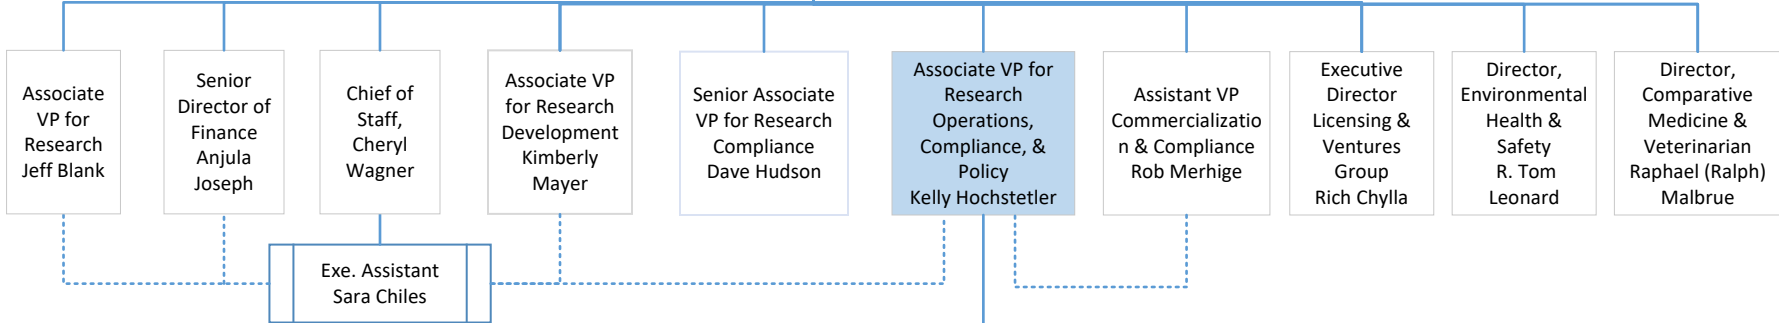 Associate
VP for
Research
Jeff Blank
Senior
Director of
Finance
Anjula
Joseph
Chief of
Staff,
Cheryl
Wagner
Associate VP
for Research
Development
Kimberly
Mayer
Senior Associate
VP for Research
Compliance
Dave Hudson
Associate VP for
Research
Operations,
Compliance, &
Policy
Kelly Hochstetler
Assistant VP
Commercializatio
n & Compliance
Rob Merhige
Executive
Director
Licensing &
Ventures
Group
Rich Chylla
Director,
Environmental
Health &
Safety
R. Tom
Leonard
Director,
Comparative
Medicine &
Veterinarian
Raphael (Ralph)
Malbrue
Exe. Assistant
Sara Chiles